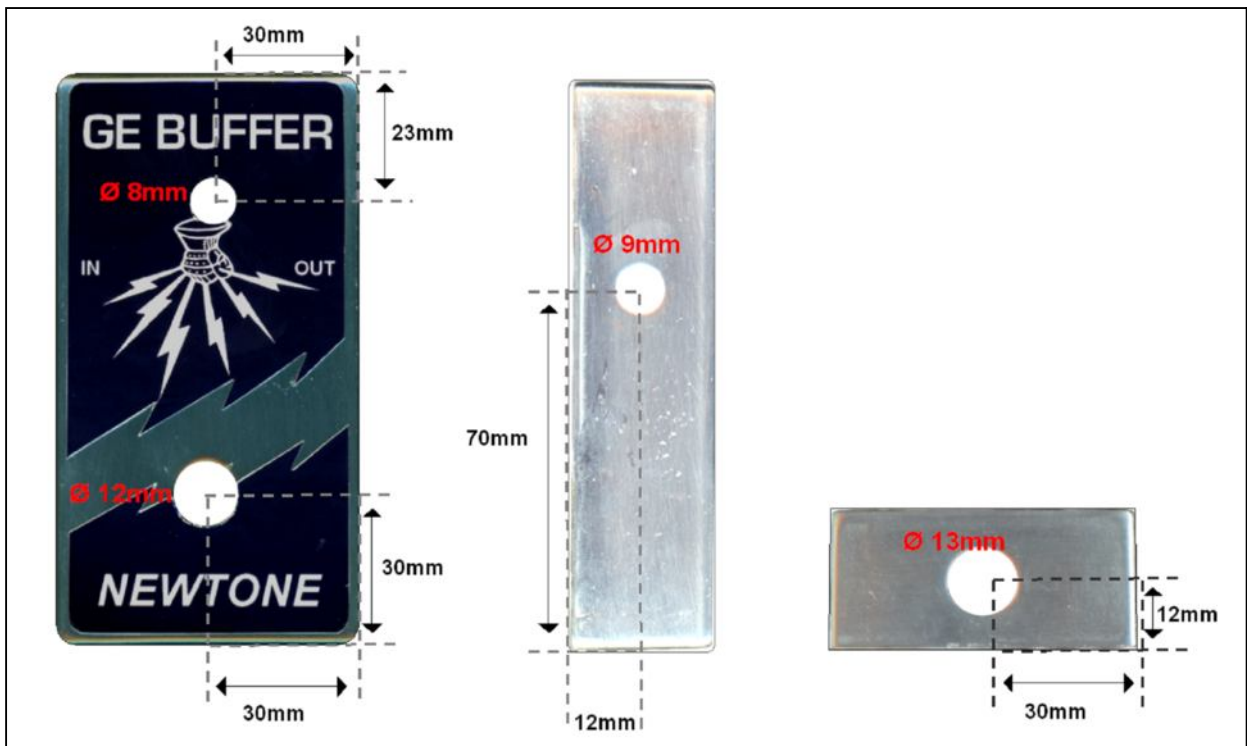 30mm
GE BUFFER
23mm
Ø 8mm
IN
OUT
Ø 12mm
30mm
NEWTONE
30mm
Ø 9mm
70mm
12mm
Ø 13mm
12mm
30mm